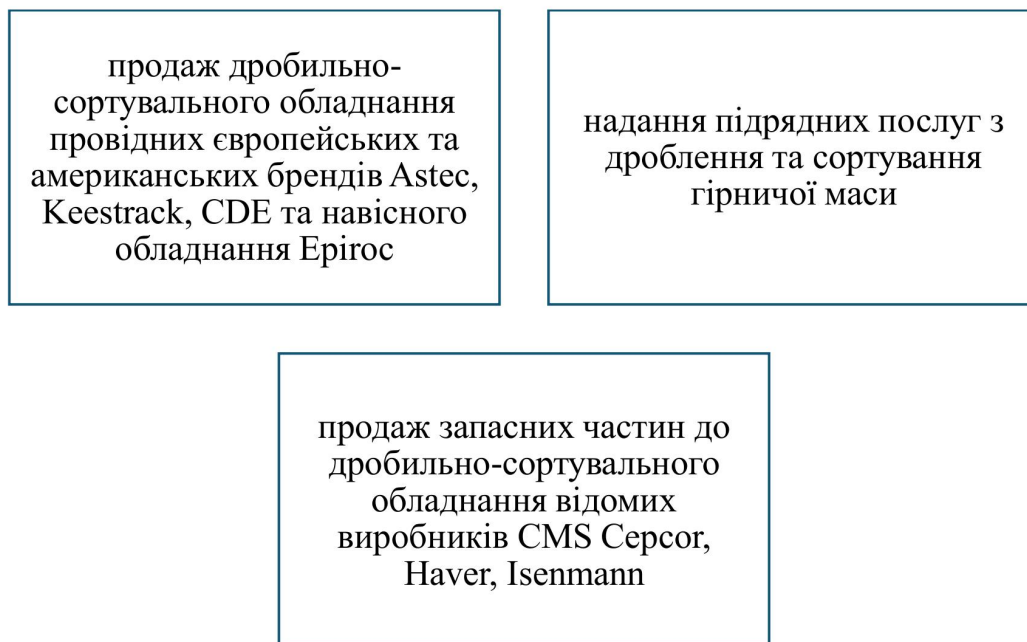 продаж дробильно-
сортувального обладнання
провідних європейських та
американських брендів Astec,
Keestrack, CDE та навісного
обладнання Epiroc
надання підрядних послуг з
дроблення та сортування
гірничої маси
продаж запасних частин до
дробильно-сортувального
обладнання відомих
виробників CMS Cepcor,
Haver, Isenmann